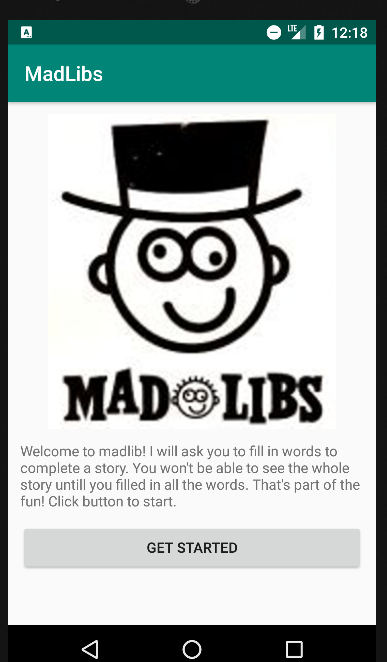 A LTE 12:18
MadLibs
MAD LIBS
Welcome to madlib! I will ask you to fill in words to
complete a story. You won't be able to see the whole
story untill you filled in all the words. That's part of the
fun! Click button to start.
GET STARTED